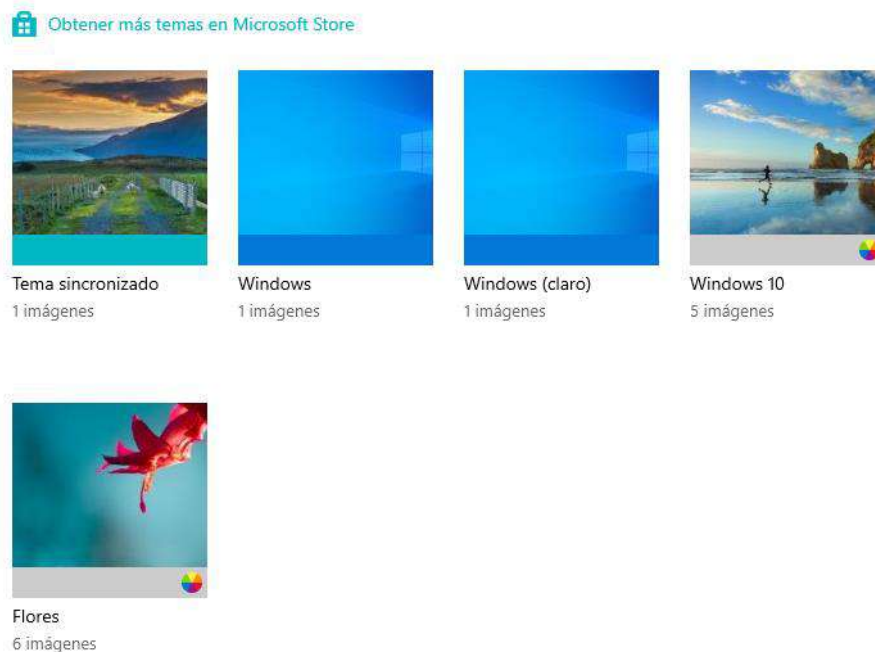 Obtener más temas en Microsoft Store
Tema sincronizado
1 imágenes
Windows
1 imágenes
Windows (claro)
1 imágenes
Windows 10
5 imágenes
Flores
6 imágenes